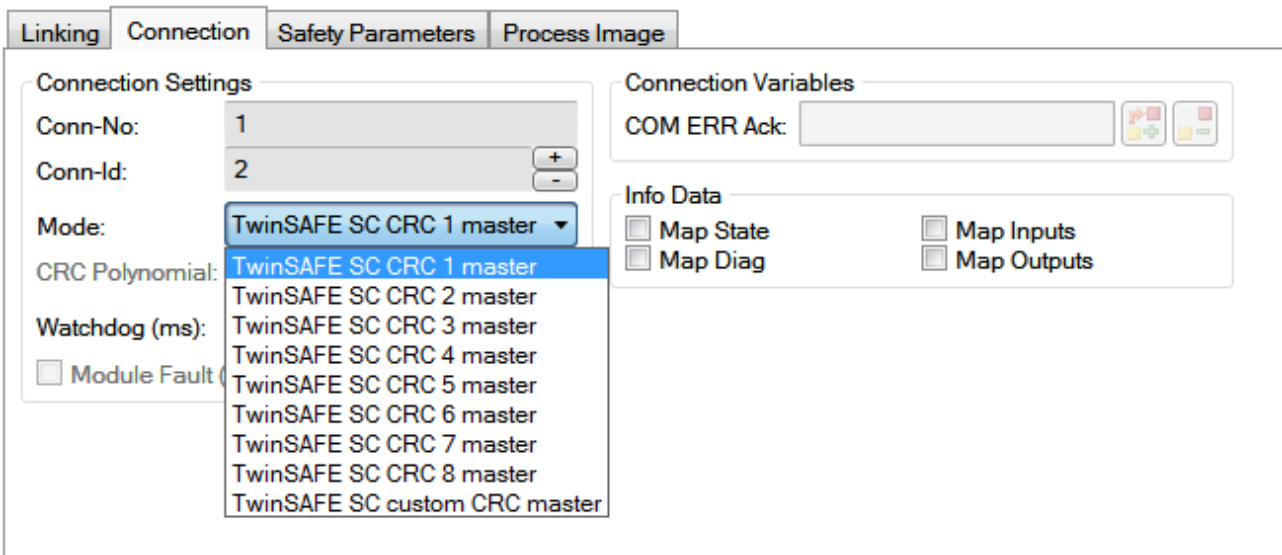 Linking Connection Safety Parameters Process Image
Connection Settings
Conn-No: 1
Conn-Id: 2
+
-
Mode: TwinSAFE SC CRC 1 master
CRC Polynomial:
Watchdog (ms):
Module Fault (
TwinSAFE SC CRC 1 master
TwinSAFE SC CRC 2 master
TwinSAFE SC CRC 3 master
TwinSAFE SC CRC 4 master
TwinSAFE SC CRC 5 master
TwinSAFE SC CRC 6 master
TwinSAFE SC CRC 7 master
TwinSAFE SC CRC 8 master
TwinSAFE SC custom CRC master
Connection Variables
COM ERR Ack:
Info Data
Map State Map Inputs
Map Diag Map Outputs